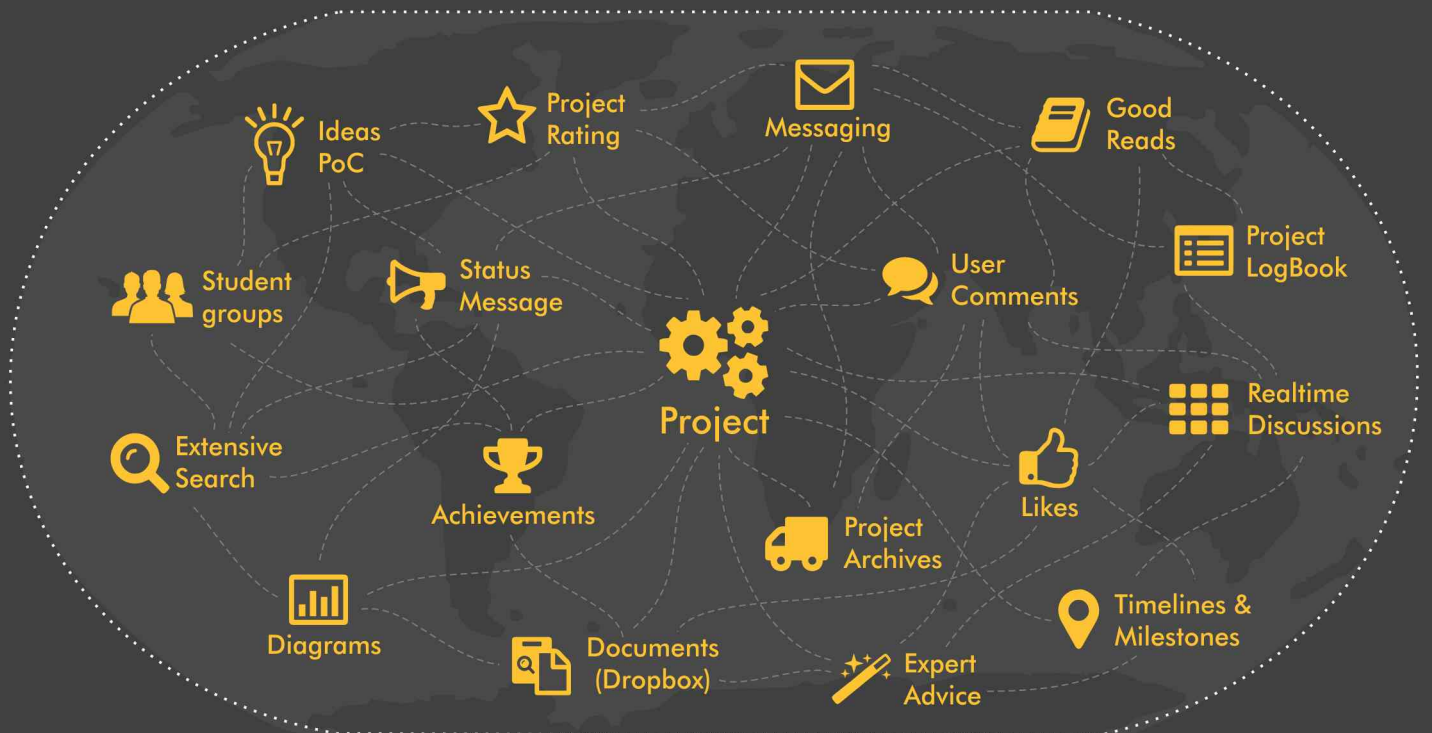 Ideas
PoC
Project
Rating
Messaging
Good
Reads
Student
groups
Status
Message
User
Comments
Project
LogBook
Project
Realtime
Discussions
Extensive
Search
Achievements
Likes
Project
Archives
Diagrams
Documents
(Dropbox)
Expert
Advice
Timelines &
Milestones